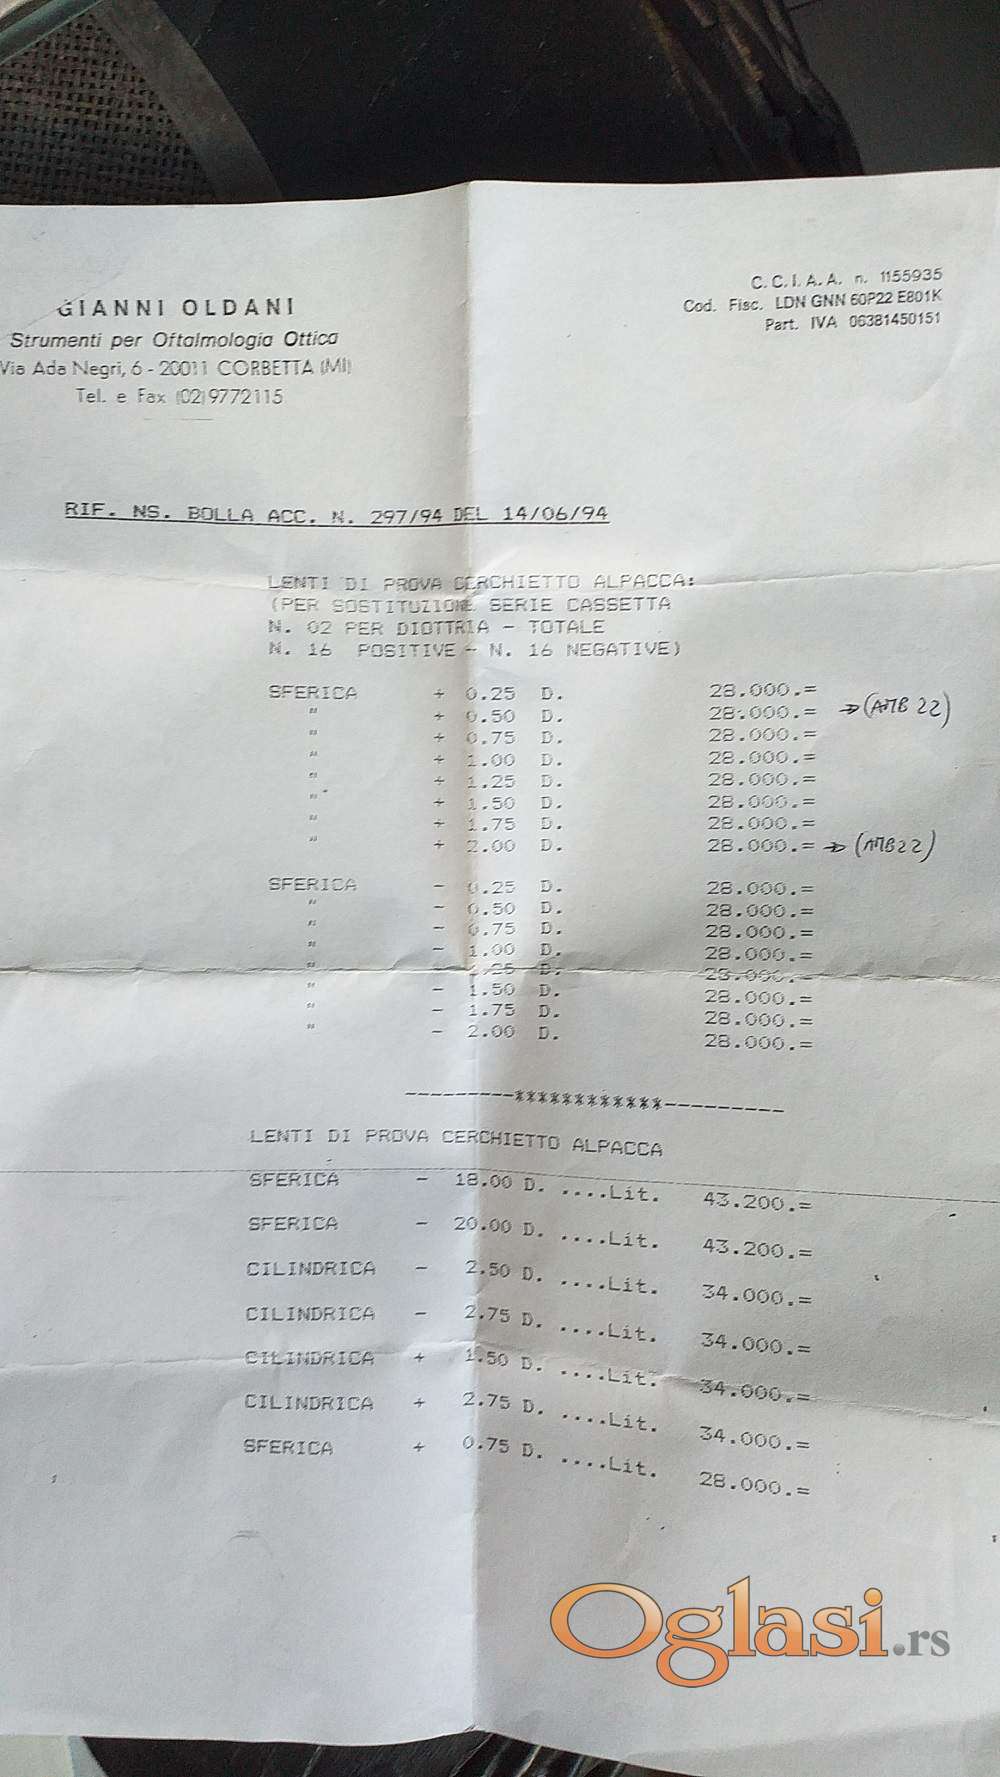 GIANNI OLDANI
Strumenti per Oftalmologia Ottica
Via Ada Negri, 6 - 20011 CORBETTA (MI)
Tel. e Fax (02) 9772115
C.C.I.A.A. n. 1155935
Cod. Fisc. LDN GNN 60P22 E801K
Part. IVA 06381450151
RIF. NS. BOLLA ACC. N. 297/94 DEL 14/06/94
LENTI DI PROVA CERCHIETTO ALPACCA:
(PER SOSTITUZIONE SERIE CASSETTA
N. 02 PER DIOTTRIA - TOTALE
N. 16 POSITIVE - N. 16 NEGATIVE)
SFERICA + 0.25 D. 28.000.=
" + 0.50 D. 28.000.= → (AMB 22)
" + 0.75 D. 28.000.=
" + 1.00 D. 28.000.=
" + 1.25 D. 28.000.=
" + 1.50 D. 28.000.=
" + 1.75 D. 28.000.=
" + 2.00 D. 28.000.= → (AMB22)
SFERICA - 0.25 D. 28.000.=
" - 0.50 D. 28.000.=
" - 0.75 D. 28.000.=
" - 1.00 D. 28.000.=
" - 1.25 D. 28.000.=
" - 1.50 D. 28.000.=
" - 1.75 D. 28.000.=
" - 2.00 D. 28.000.=
---------************---------
LENTI DI PROVA CERCHIETTO ALPACCA
SFERICA - 18.00 D. ....Lit. 43.200.=
SFERICA - 20.00 D. ....Lit. 43.200.=
CILINDRICA - 2.50 D. ....Lit. 34.000.=
CILINDRICA - 2.75 D. ....Lit. 34.000.=
CILINDRICA + 1.50 D. ....Lit. 34.000.=
CILINDRICA + 2.75 D. ....Lit. 34.000.=
SFERICA + 0.75 D. ....Lit. 28.000.=
Oglasi.rs